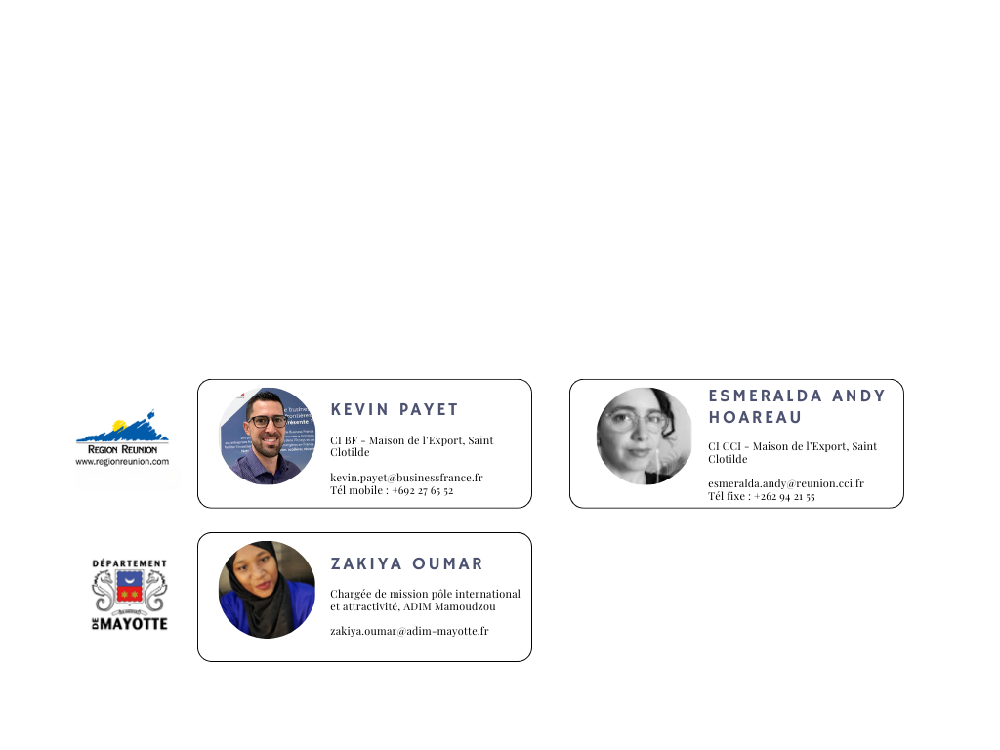 REGION REUNION
www.regionreunion.com
KEVIN PAYET
CI BF - Maison de l'Export, Saint
Clotilde
kevin.payet@businessfrance.fr
Tél mobile : +692 27 65 52
ESMERALDA ANDY
HOAREAU
CI CCI - Maison de l'Export, Saint
Clotilde
esmeralda.andy@reunion.cci.fr
Tél fixe : +262 94 21 55
DÉPARTEMENT
DE MAYOTTE
ZAKIYA OUMAR
Chargée de mission pôle international
et attractivité, ADIM Mamoudzou
zakiya.oumar@adim-mayotte.fr